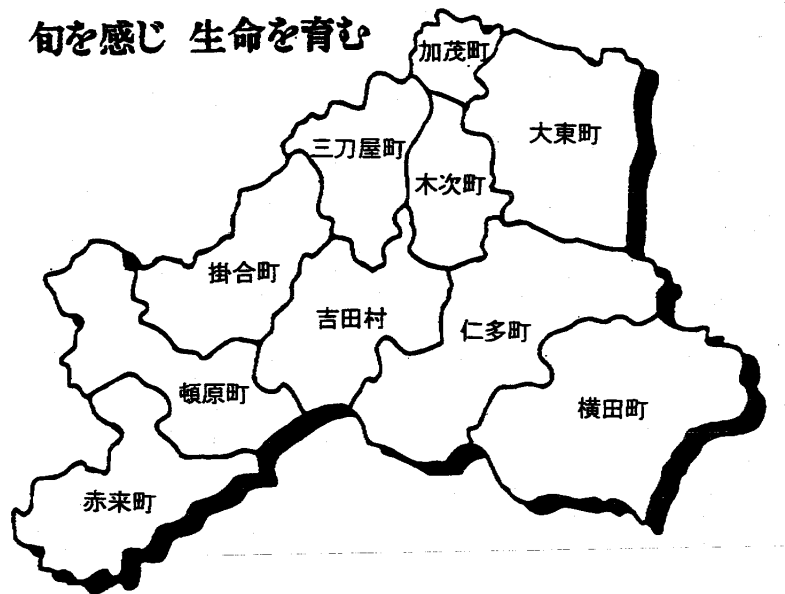 旬を感じ 生命を育む
加茂町
大東町
三刀屋町
木次町
掛合町
吉田村
仁多町
頓原町
横田町
赤来町